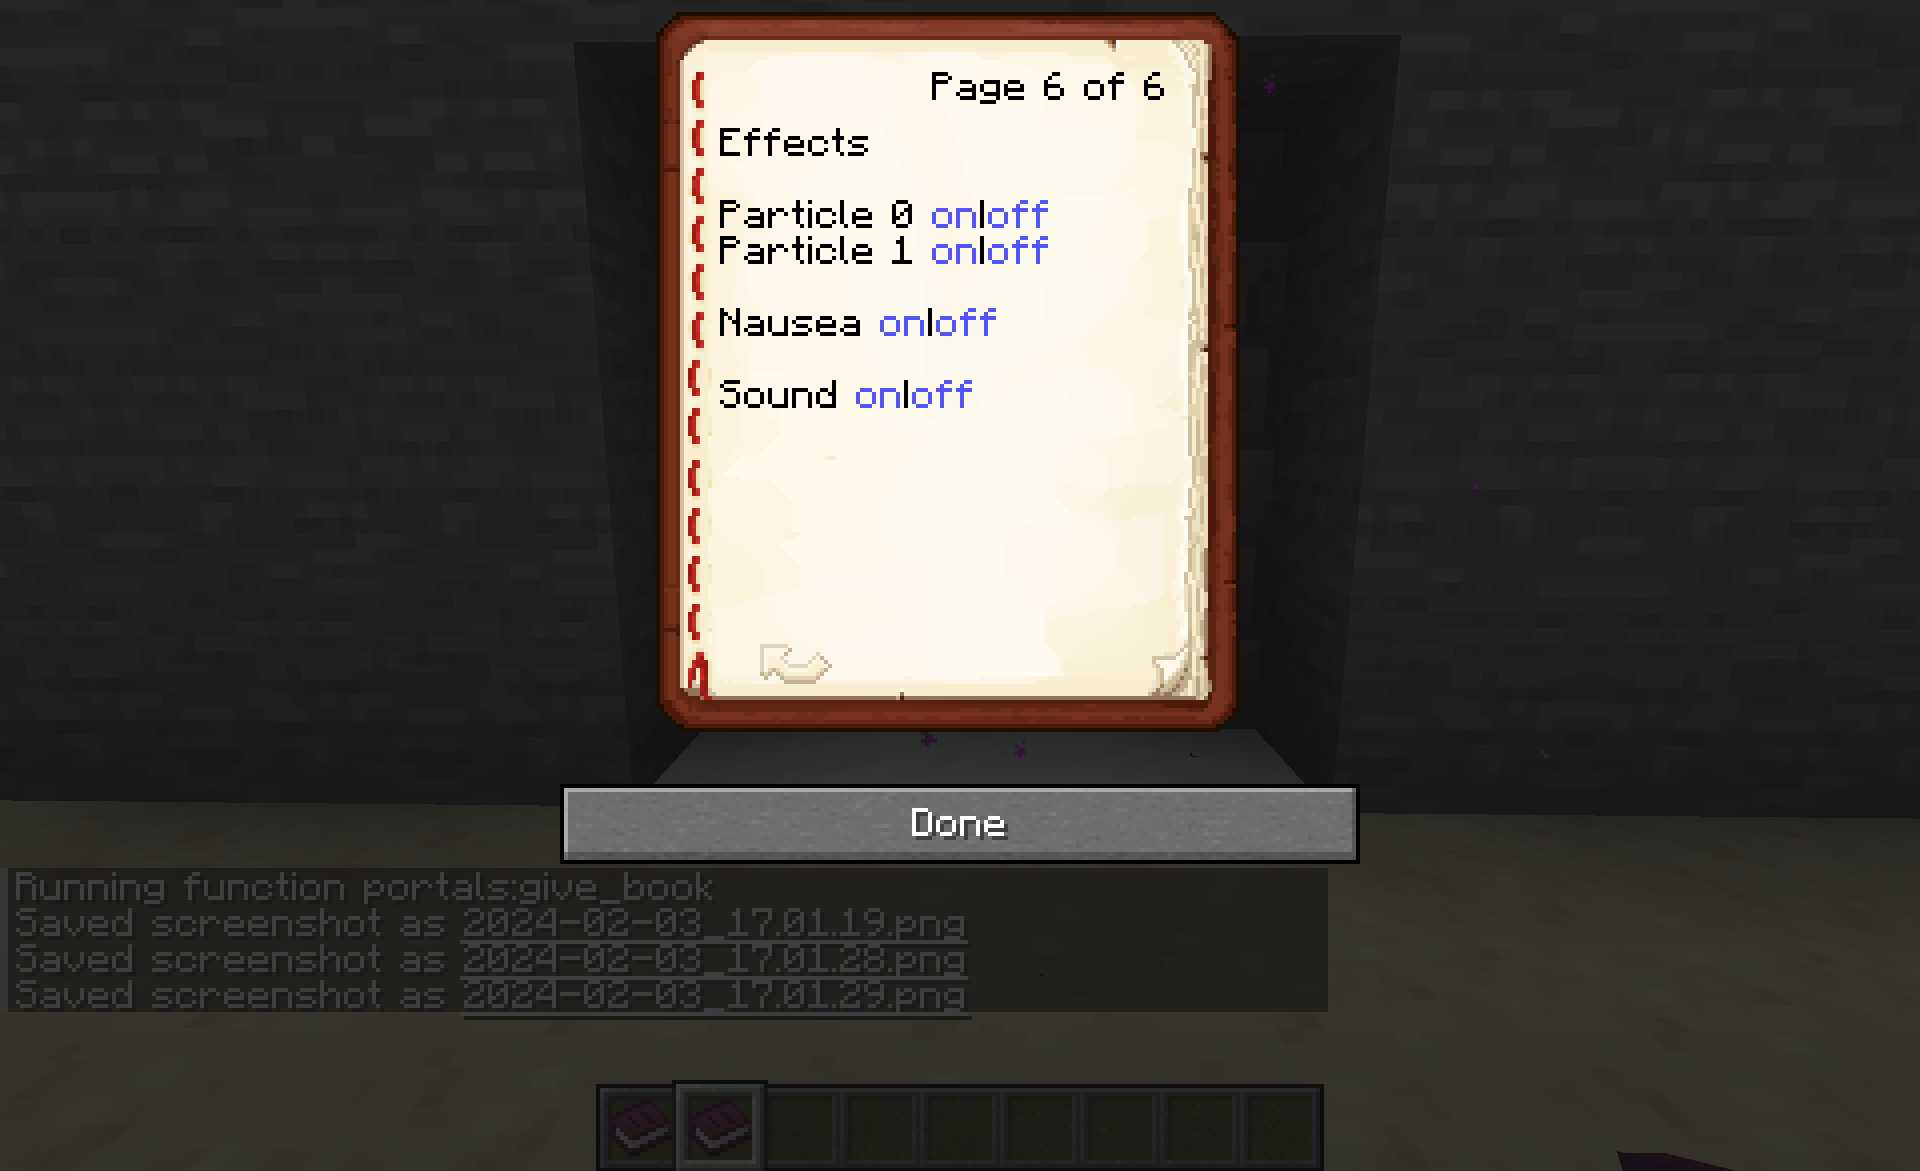 Page 6 of 6
Effects
Particle 0 on|off
Particle 1 on|off
Nausea on|off
Sound on|off
Done
Running function portals:give_book
Saved screenshot as 2024-02-03_17.01.19.png
Saved screenshot as 2024-02-03_17.01.28.png
Saved screenshot as 2024-02-03_17.01.29.png